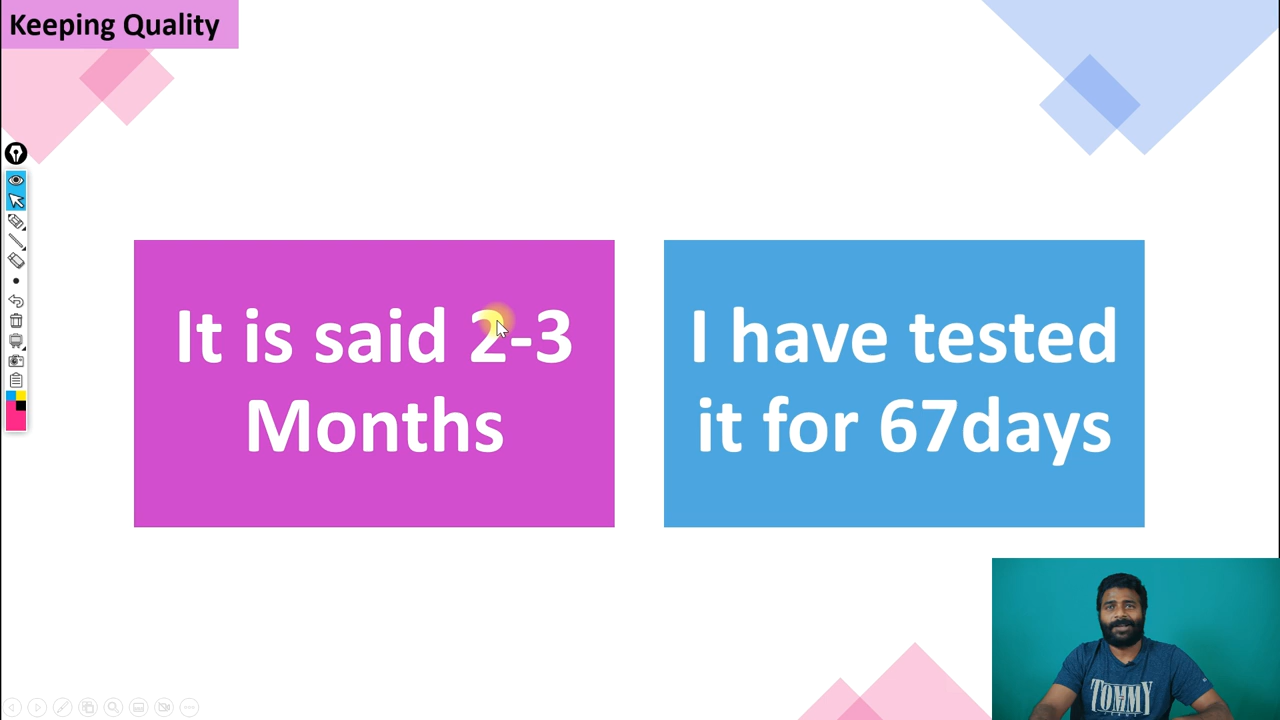 Keeping Quality
It is said 2-3
Months
I have tested
it for 67days
TOMMY